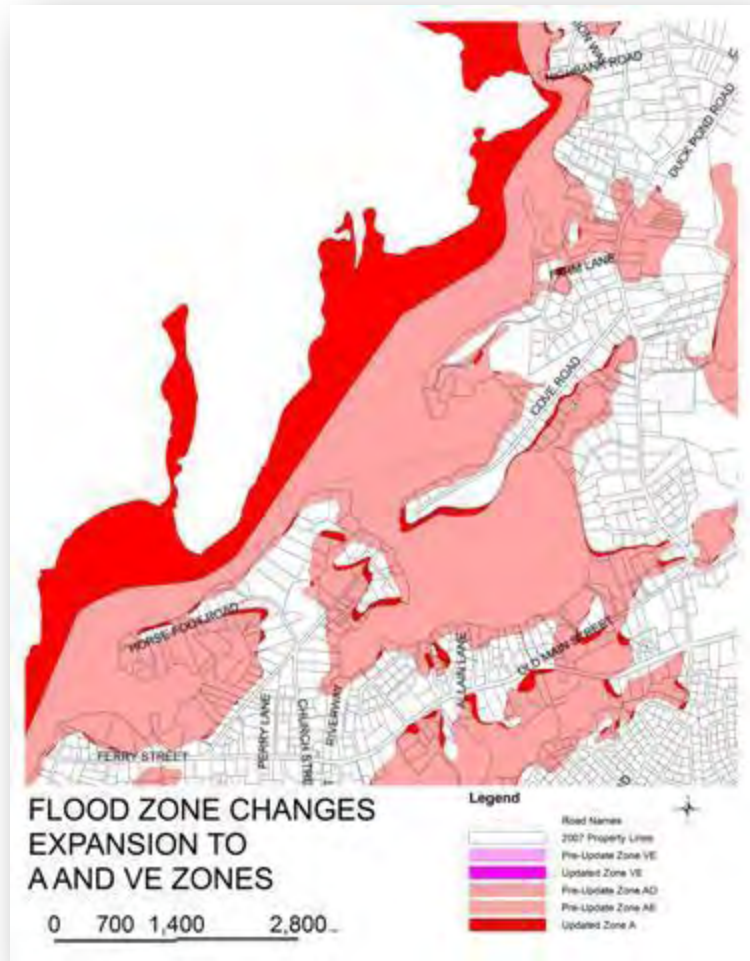 HIGHBANK ROAD
DUCK POND ROAD
FARM LANE
COVE ROAD
HORSE FOOT ROAD
OLD MAIN STREET
ALLAIN LANE
PERRY LANE
CHURCH STRE
RIVERWAY
FERRY STREET
FLOOD ZONE CHANGES
EXPANSION TO
A AND VE ZONES
0 700 1,400 2,800
Legend
Road Names
2007 Property Lines
Pre-Update Zone VE
Updated Zone VE
Pre-Update Zone AO
Pre-Update Zone AE
Updated Zone A